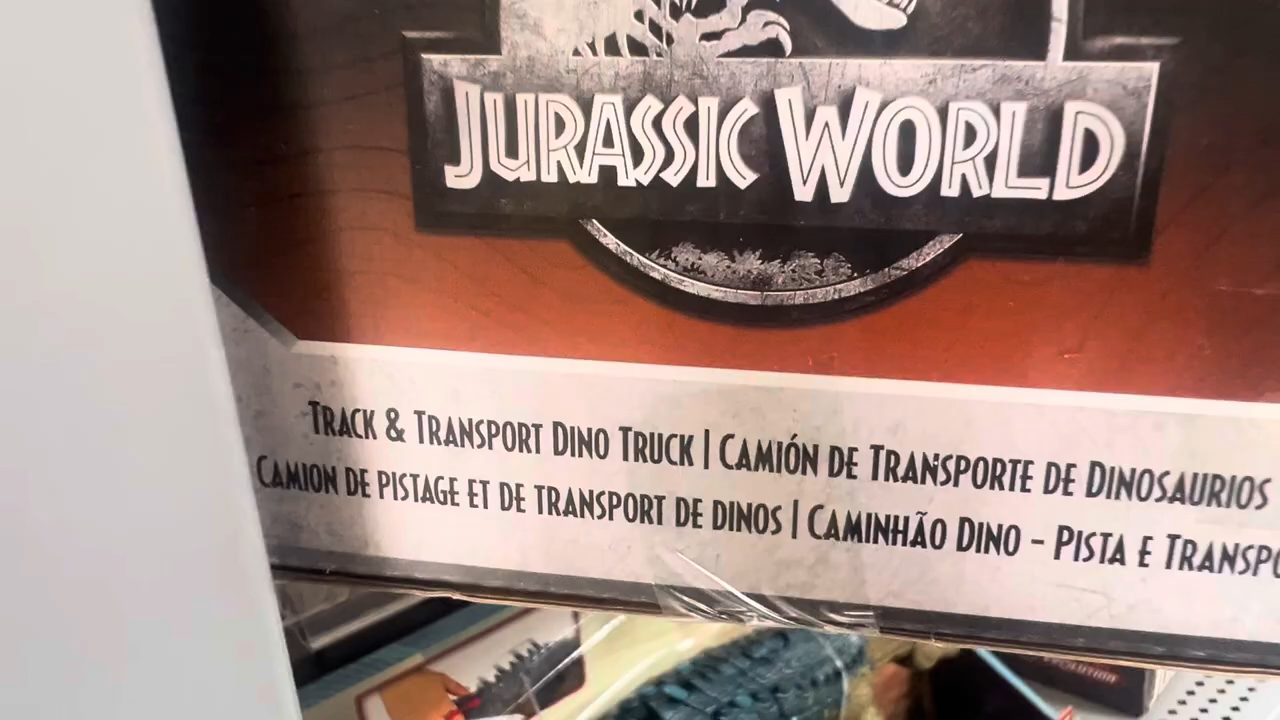 JURASSIC WORLD
TRACK & TRANSPORT DINO TRUCK | CAMIÓN DE TRANSPORTE DE DINOSAURIOS
CAMION DE PISTAGE ET DE TRANSPORT DE DINOS | CAMINHÃO DINO - PISTA E